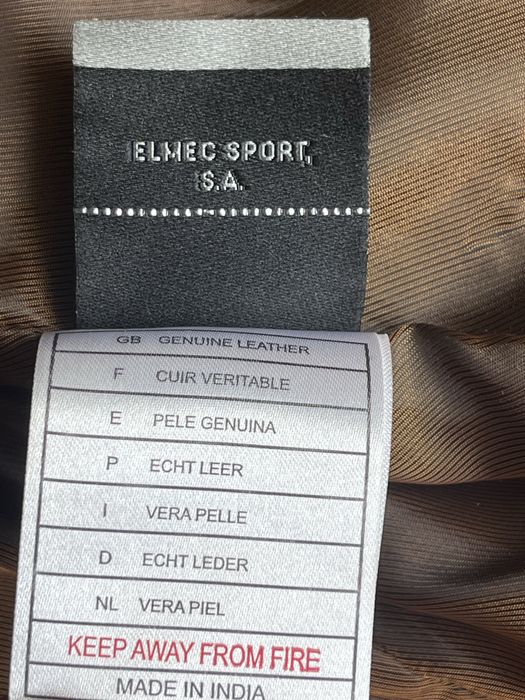 ELMEC SPORT,
S.A.
GB GENUINE LEATHER
F CUIR VERITABLE
E PELE GENUINA
P ECHT LEER
I VERA PELLE
D ECHT LEDER
NL VERA PIEL
KEEP AWAY FROM FIRE
MADE IN INDIA